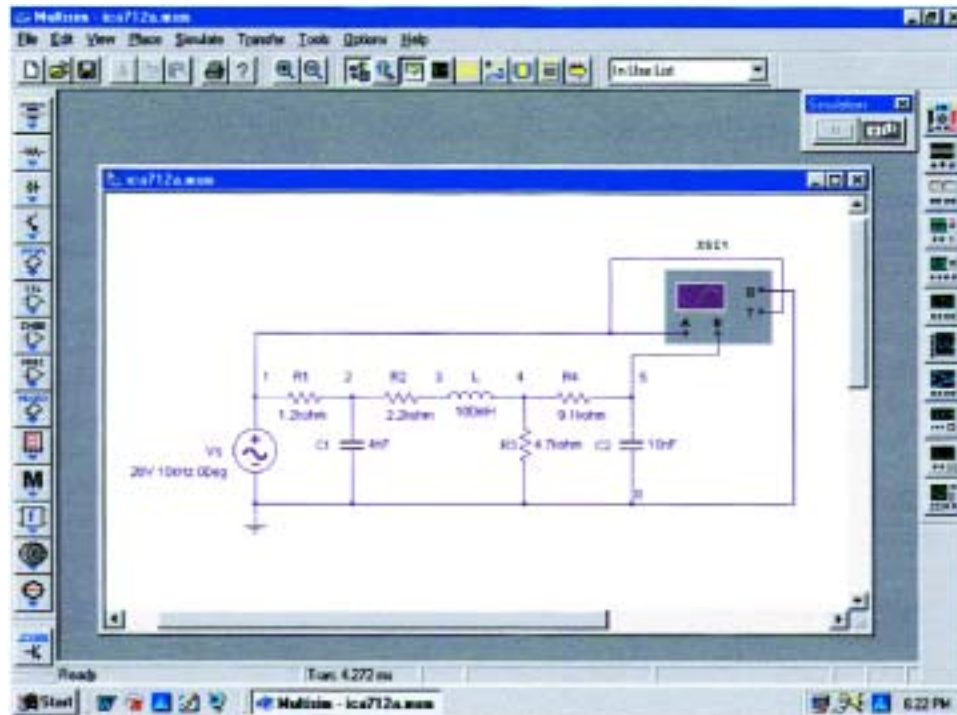 Multisim - ica712a.msm
File Edit View Place Simulate Transfer Tools Options Help
In Use List
Simulation
ica712a.msm
XSC1
G
T
A B
1 R1 2 R2 3 L 4 R4 5
1.2kohm 2.2kohm 100mH 9.1kohm
C1 4nF R3 4.7kohm C2 10nF
Vs
20V 10kHz 0Deg
0
M
Ready Tran: 4.272 ms
Start Multisim - ica712a.msm 6:22 PM